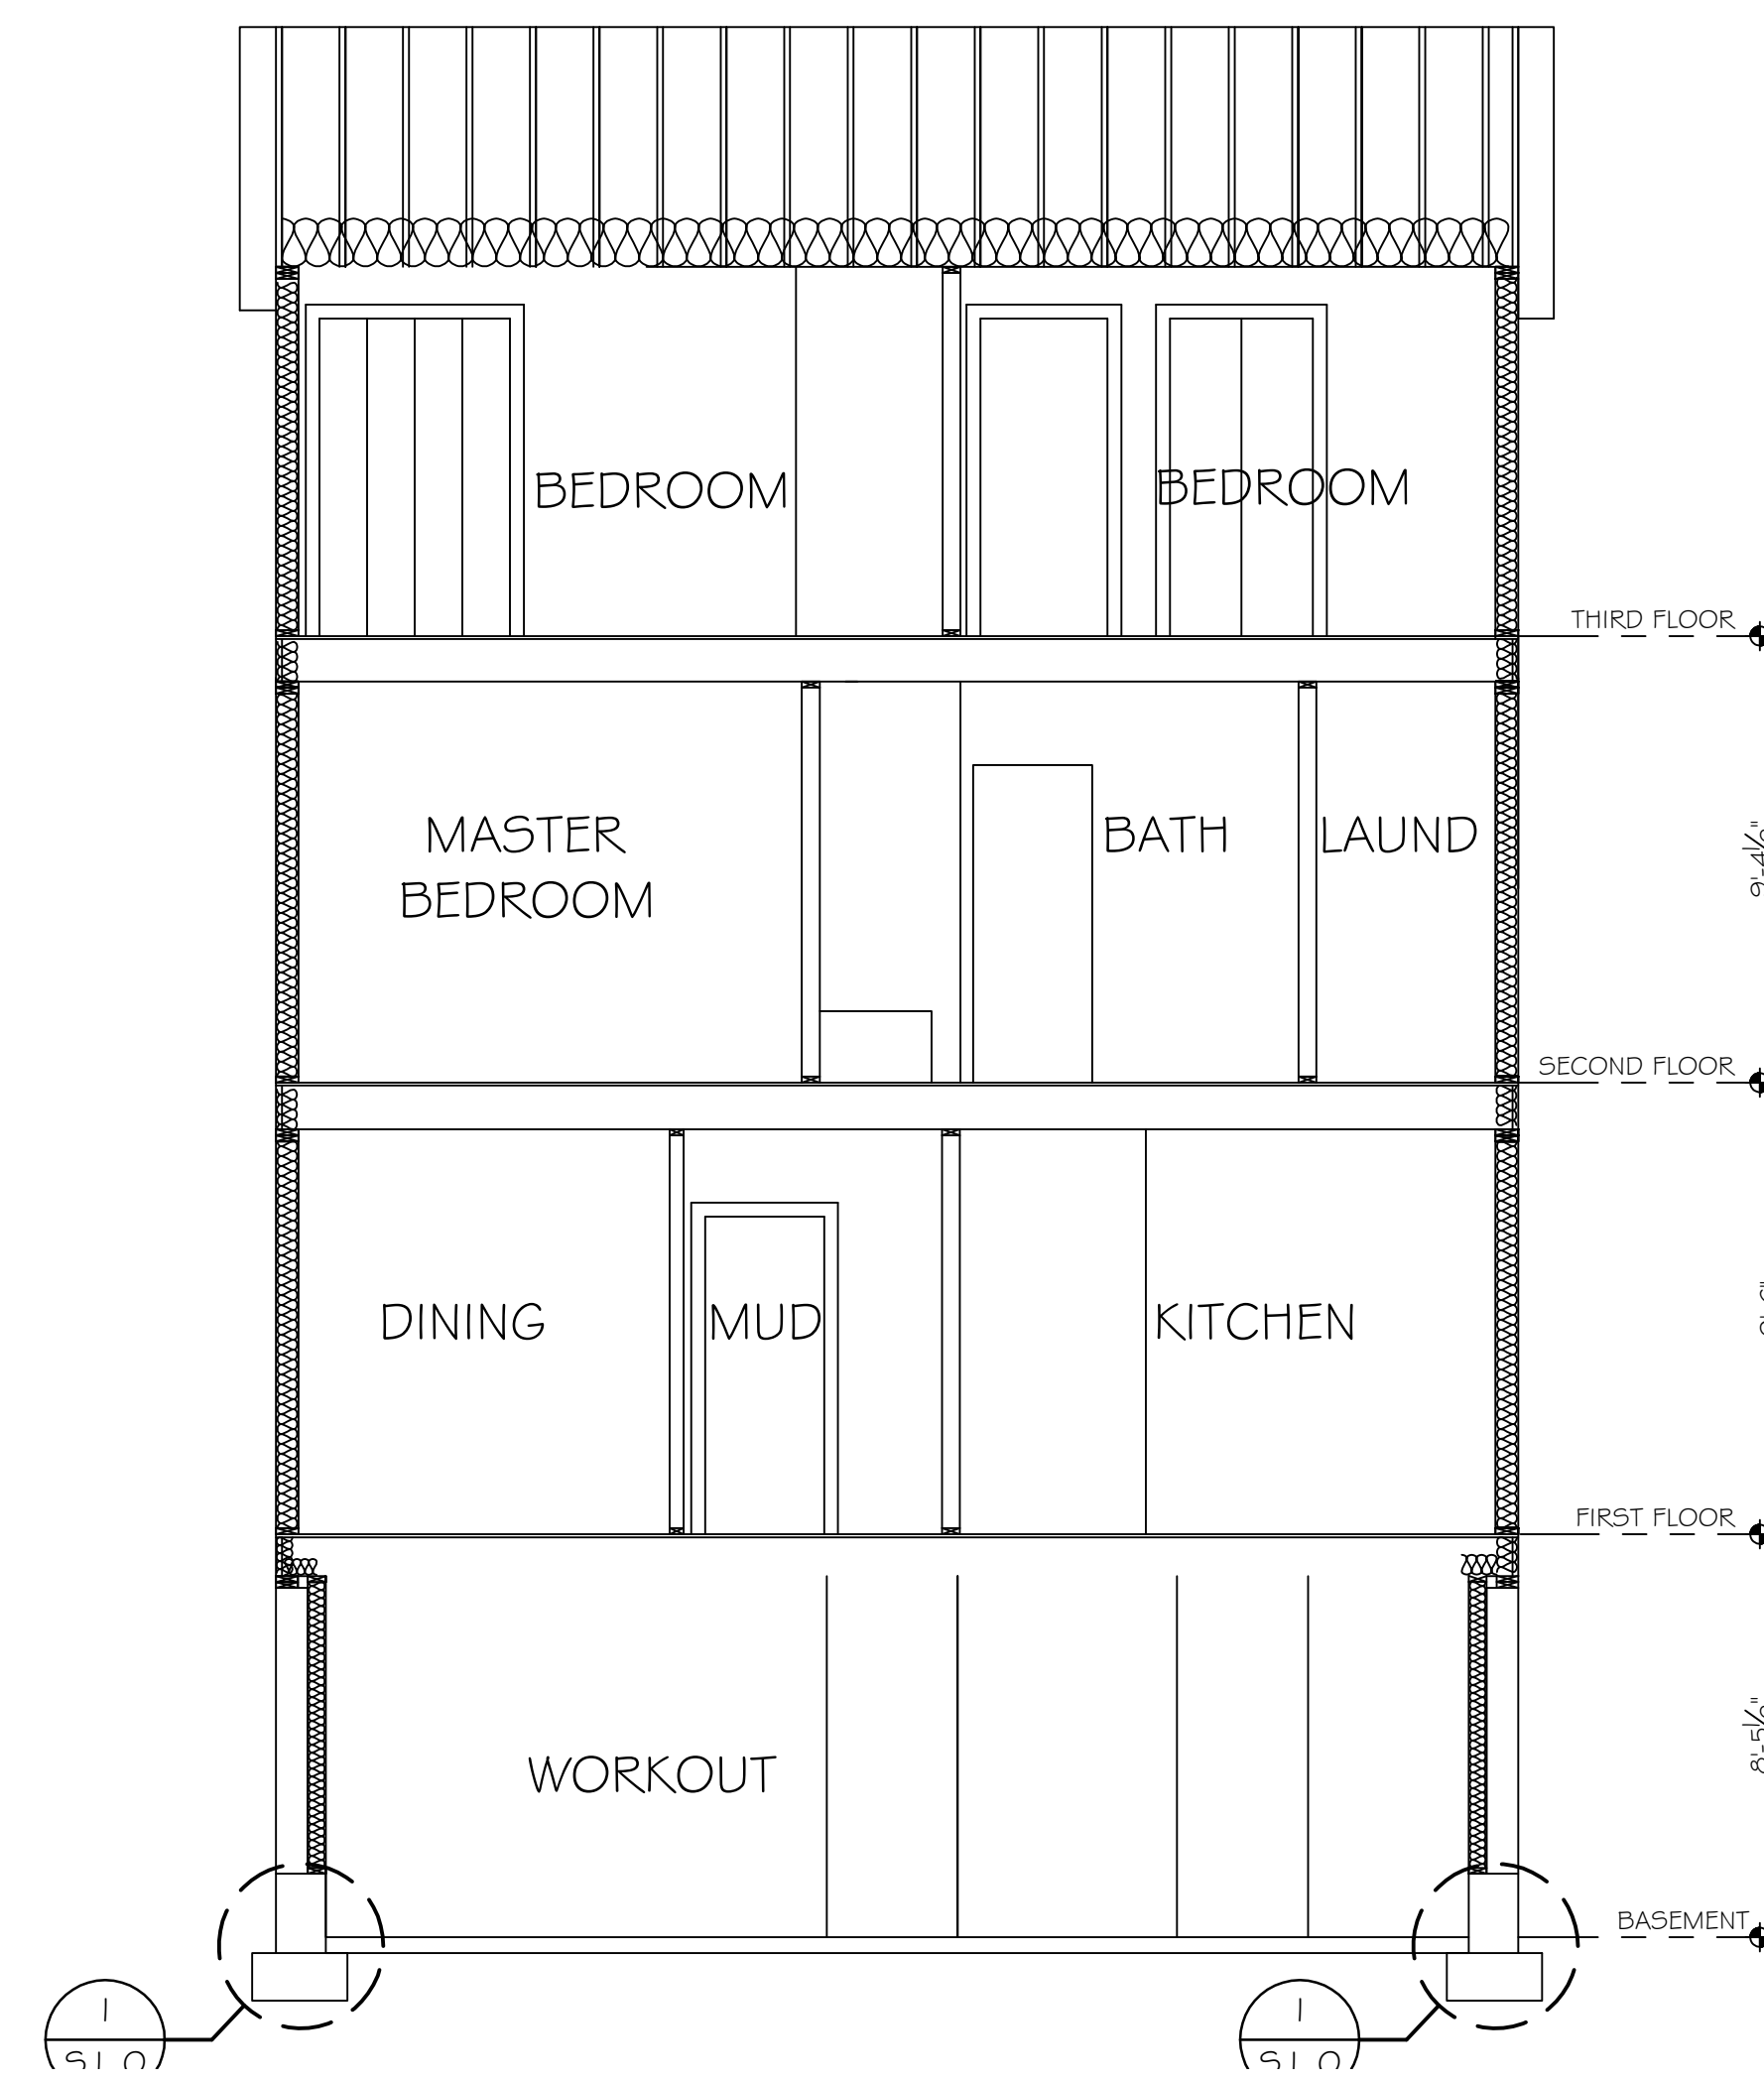 BEDROOM
BEDROOM
THIRD FLOOR
MASTER
BEDROOM
BATH
LAUND
SECOND FLOOR
DINING
MUD
KITCHEN
FIRST FLOOR
WORKOUT
BASEMENT
1
1